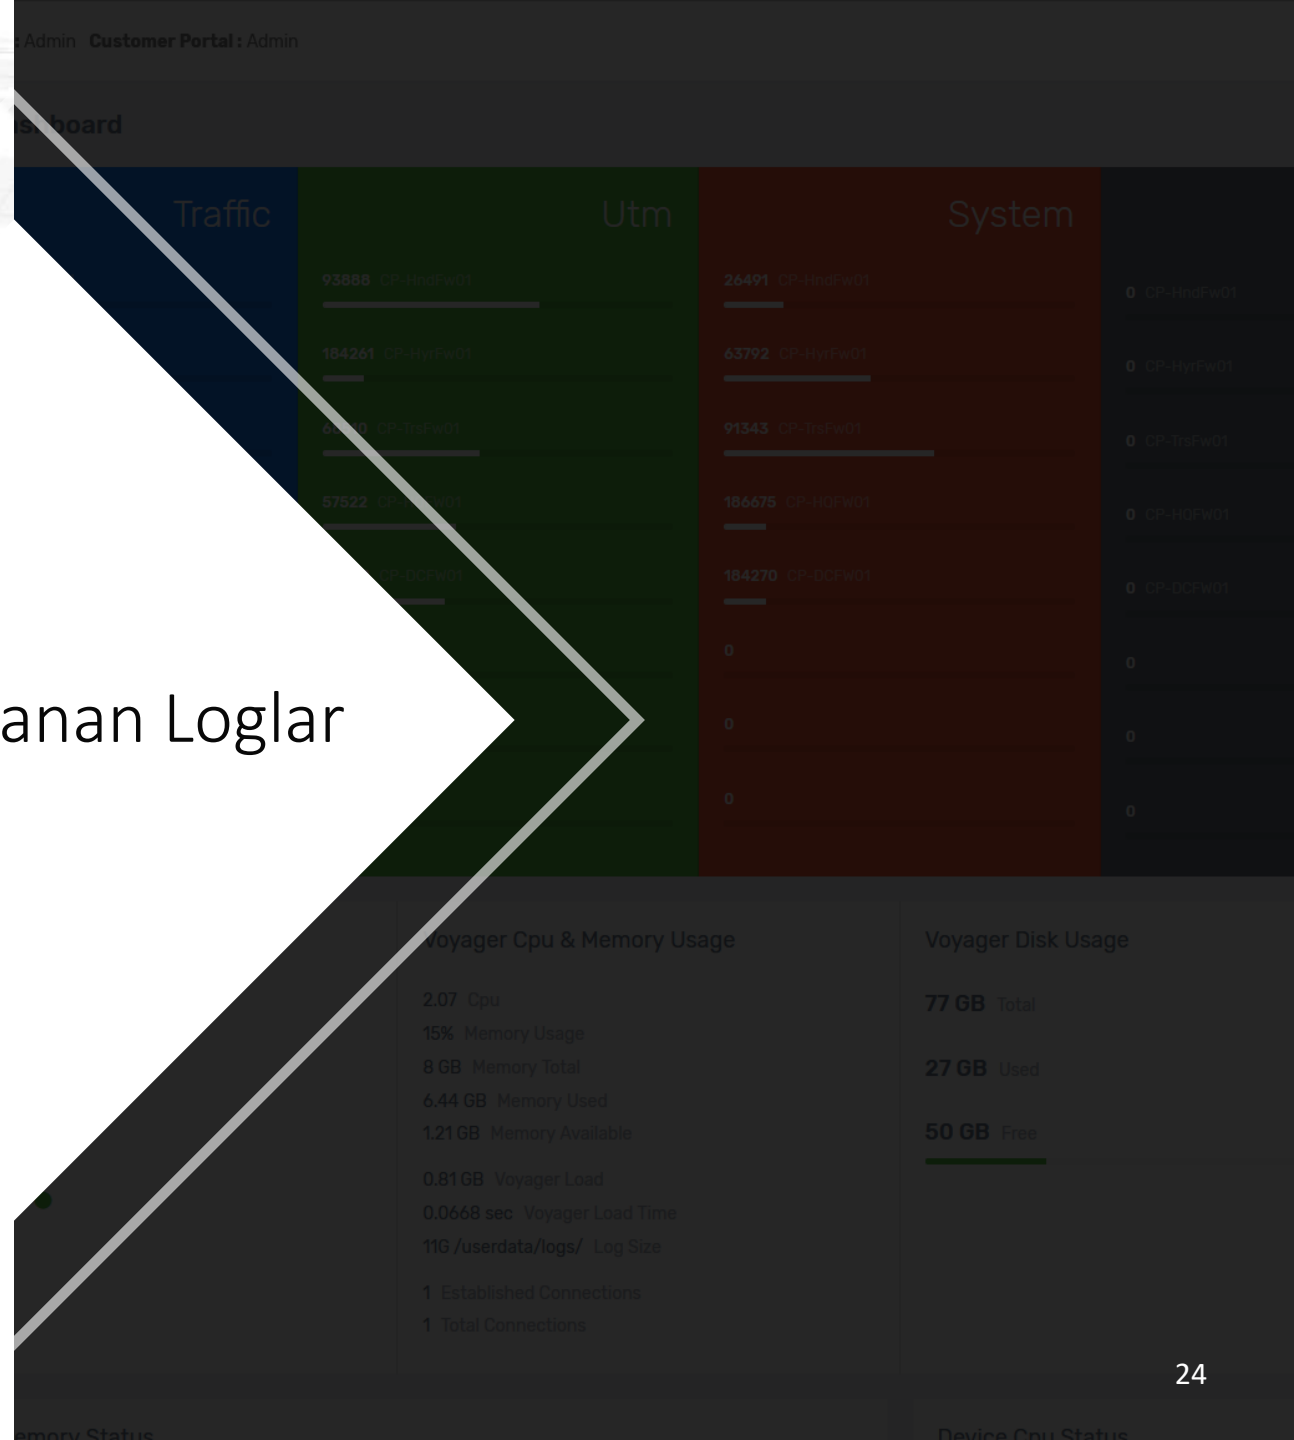 : Admin Customer Portal : Admin
shboard
Traffic
Utm
93888 CP-HndFw01
184261 CP-HyrFw01
CP-TrsFw01
57522
CP-DCFW01
System
26491 CP-HndFw01
63792 CP-HyrFw01
91343 CP-TrsFw01
186675 CP-HOFW01
184270 CP-DCFW01
0
0
0
0 CP-HndFw01
0 CP-HyrFw01
0 CP-TrsFw01
0 CP-HOFW01
0 CP-DCFW01
0
0
0
anan Loglar
Voyager Cpu & Memory Usage
2.07 Cpu
15% Memory Usage
8 GB Memory Total
6.44 GB Memory Used
1.21 GB Memory Available
0.81 GB Voyager Load
0.0668 sec Voyager Load Time
11G /userdata/logs/ Log Size
1 Established Connections
1 Total Connections
Voyager Disk Usage
77 GB Total
27 GB Used
50 GB Free
24
emory Status
Device Cpu Status